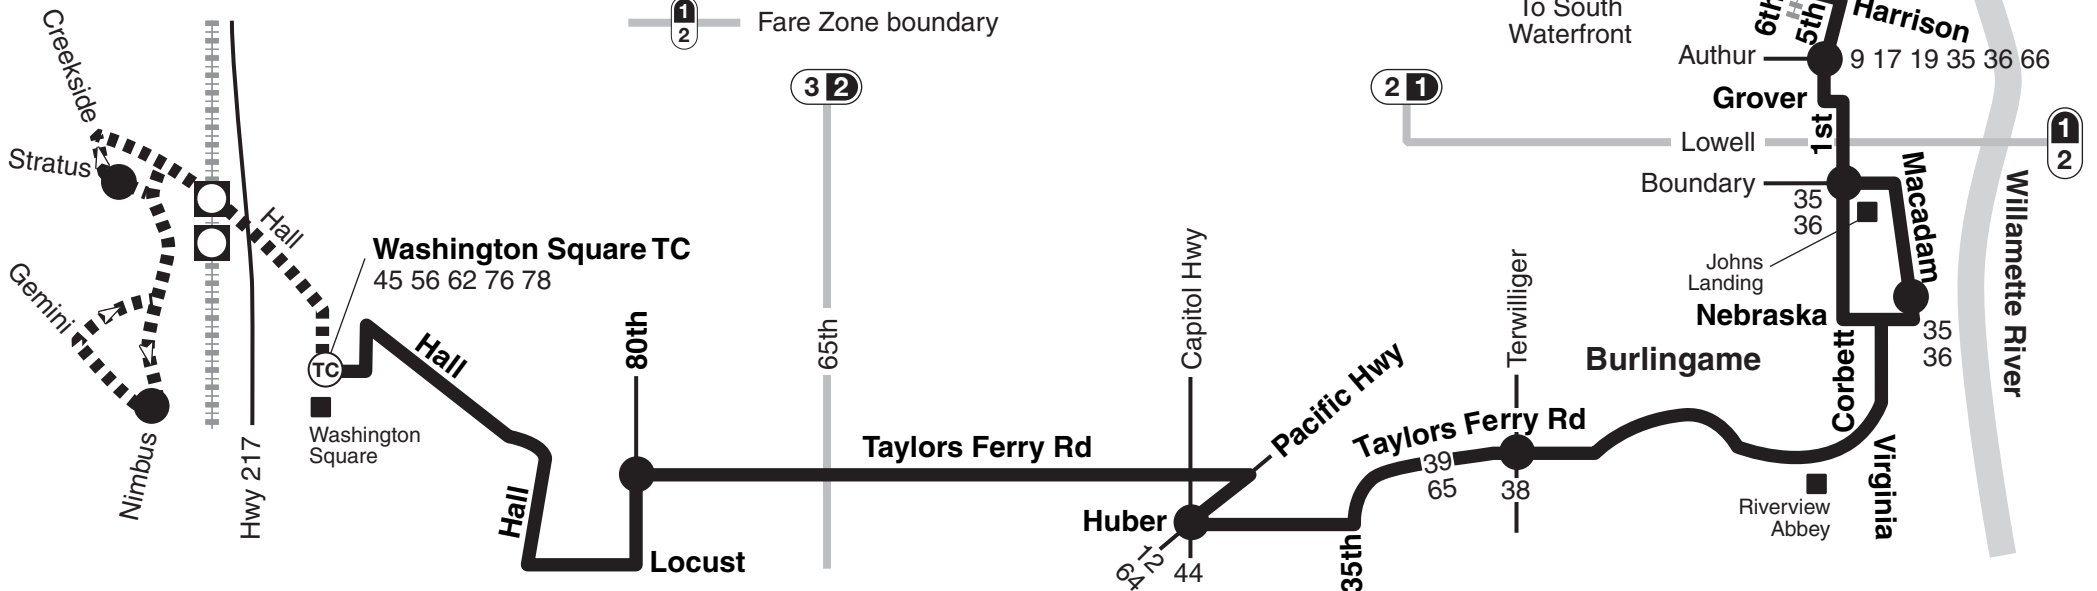 Creekside
Stratus
Gemini
Nimbus
Hwy 217
Hall
Washington Square TC
45 56 62 76 78
TC
Washington
Square
Hall
Hall
80th
Locust
1
2
Fare Zone boundary
3 2
65th
Taylors Ferry Rd
Capitol Hwy
Huber
12
64
44
Pacific Hwy
35th
Taylors Ferry Rd
39
65
Terwilliger
38
Burlingame
To South
Waterfront
2 1
6th
5th
Harrison
Authur
9 17 19 35 36 66
Grover
1st
Lowell
1
2
Boundary
35
36
Johns
Landing
Macadam
Nebraska
35
36
Corbett
Virginia
Riverview
Abbey
Willamette River